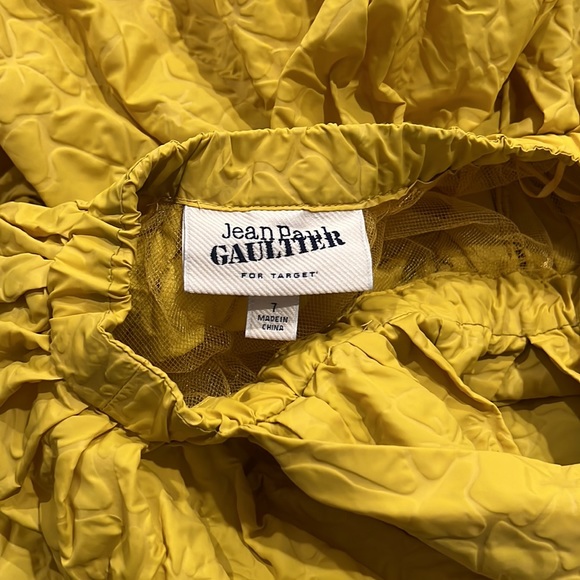 Jean Paul
GAULTIER
FOR TARGET
7
MADE IN
CHINA